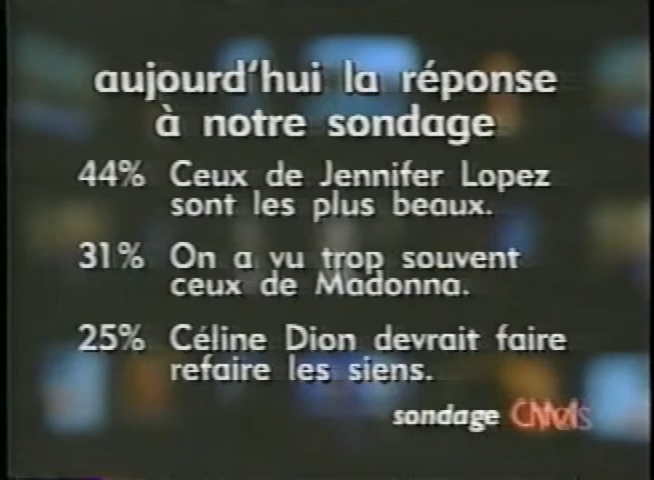 aujourd'hui la réponse
à notre sondage
44% Ceux de Jennifer Lopez
sont les plus beaux.
31% On a vu trop souvent
ceux de Madonna.
25% Céline Dion devrait faire
refaire les siens.
sondage